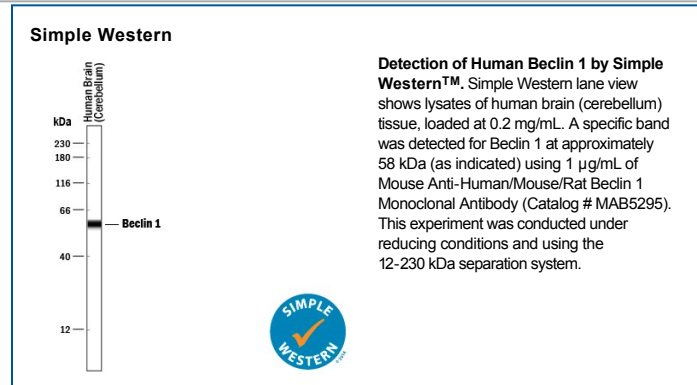 Simple Western
Human Brain
(Cerebellum)
kDa
230
180
116
66
Beclin 1
40
12
SIMPLE
WESTERN
Detection of Human Beclin 1 by Simple
Western™. Simple Western lane view
shows lysates of human brain (cerebellum)
tissue, loaded at 0.2 mg/mL. A specific band
was detected for Beclin 1 at approximately
58 kDa (as indicated) using 1 µg/mL of
Mouse Anti-Human/Mouse/Rat Beclin 1
Monoclonal Antibody (Catalog # MAB5295).
This experiment was conducted under
reducing conditions and using the
12-230 kDa separation system.